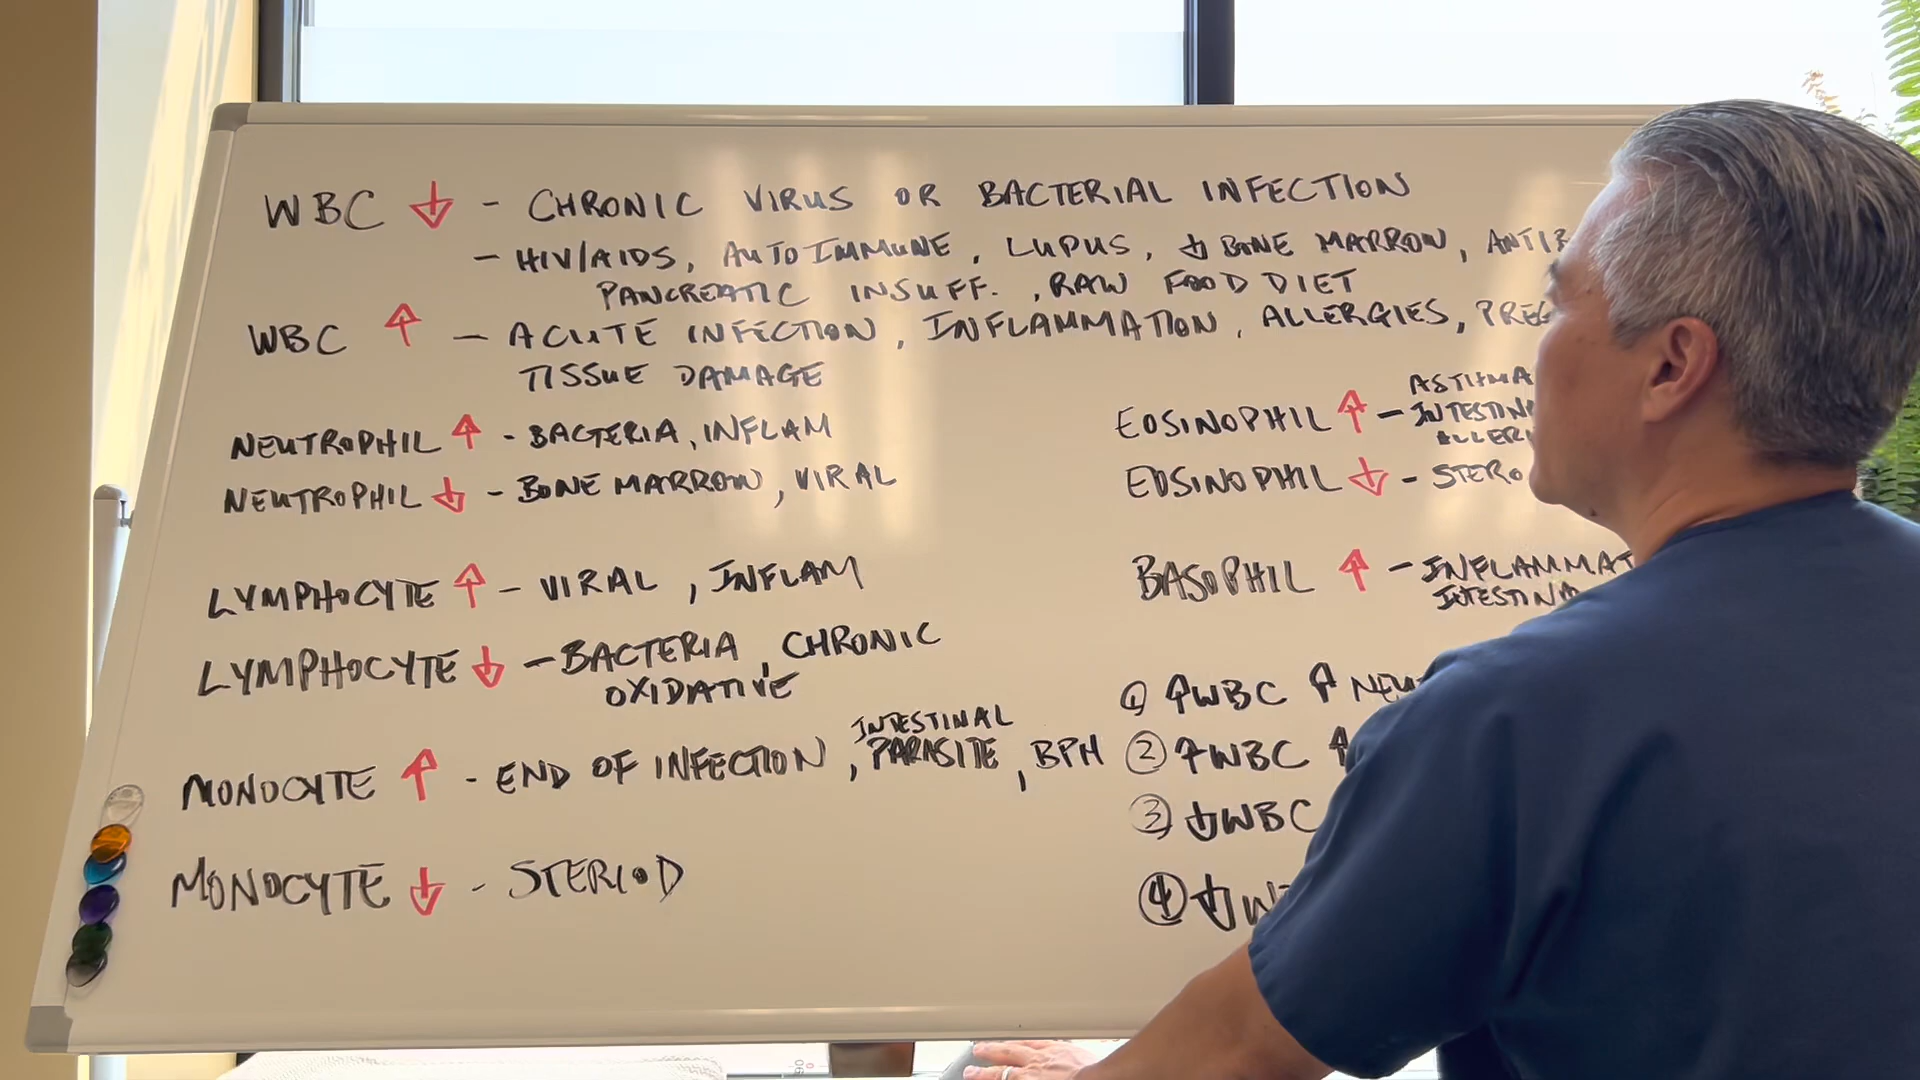 WBC ↓ - CHRONIC VIRUS OR BACTERIAL INFECTION
- HIV/AIDS, AUTOIMMUNE, LUPUS, ↓ BONE MARROW,
PANCREATIC INSUFF., RAW FOOD DIET
WBC ↑ - ACUTE INFECTION, INFLAMMATION, ALLERGIES,
TISSUE DAMAGE
NEUTROPHIL ↑ - BACTERIA, INFLAM
NEUTROPHIL ↓ - BONE MARROW, VIRAL
LYMPHOCYTE ↑ - VIRAL, INFLAM
LYMPHOCYTE ↓ - BACTERIA, CHRONIC
OXIDATIVE
MONOCYTE ↑ - END OF INFECTION, INTESTINAL PARASITE, BPH
MONOCYTE ↓ - STERIOD
EOSINOPHIL ↑ - ASTHMA
EOSINOPHIL ↓ -
BASOPHIL ↑ -
① ↑WBC ↑
② ↑WBC ↑
③ ↓WBC
④ ↓